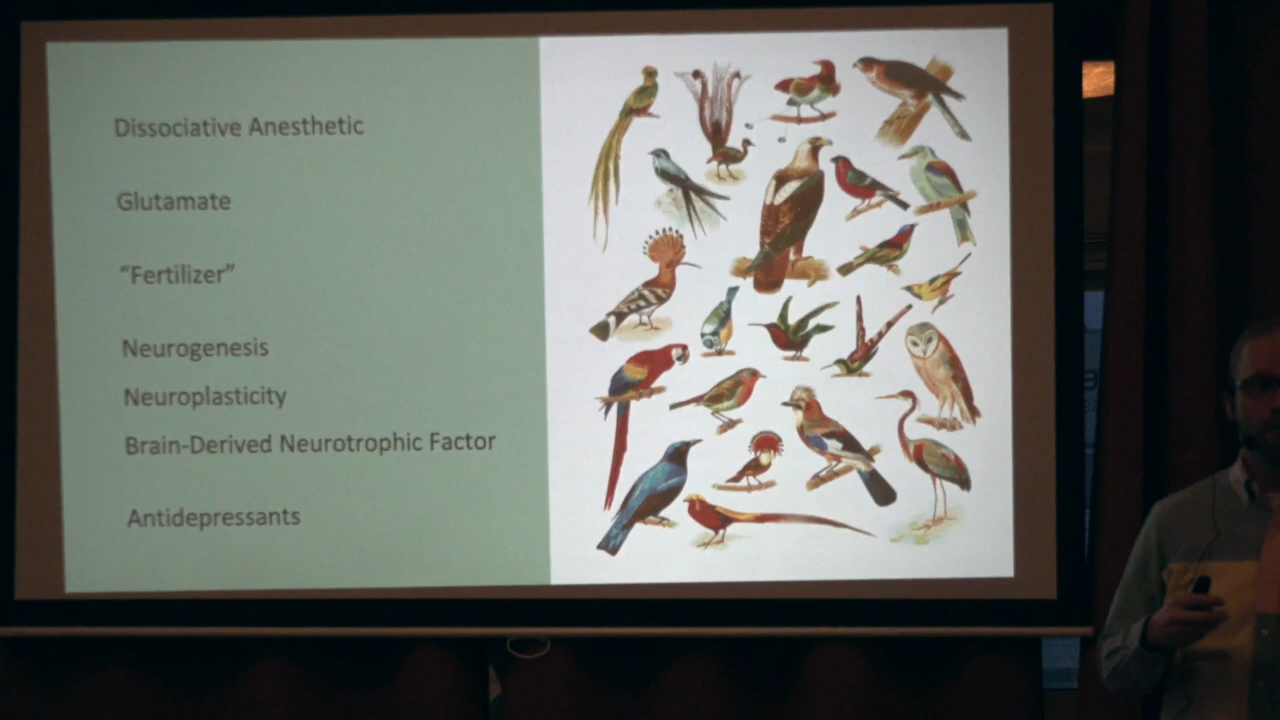 Dissociative Anesthetic
Glutamate
“Fertilizer”
Neurogenesis
Neuroplasticity
Brain-Derived Neurotrophic Factor
Antidepressants